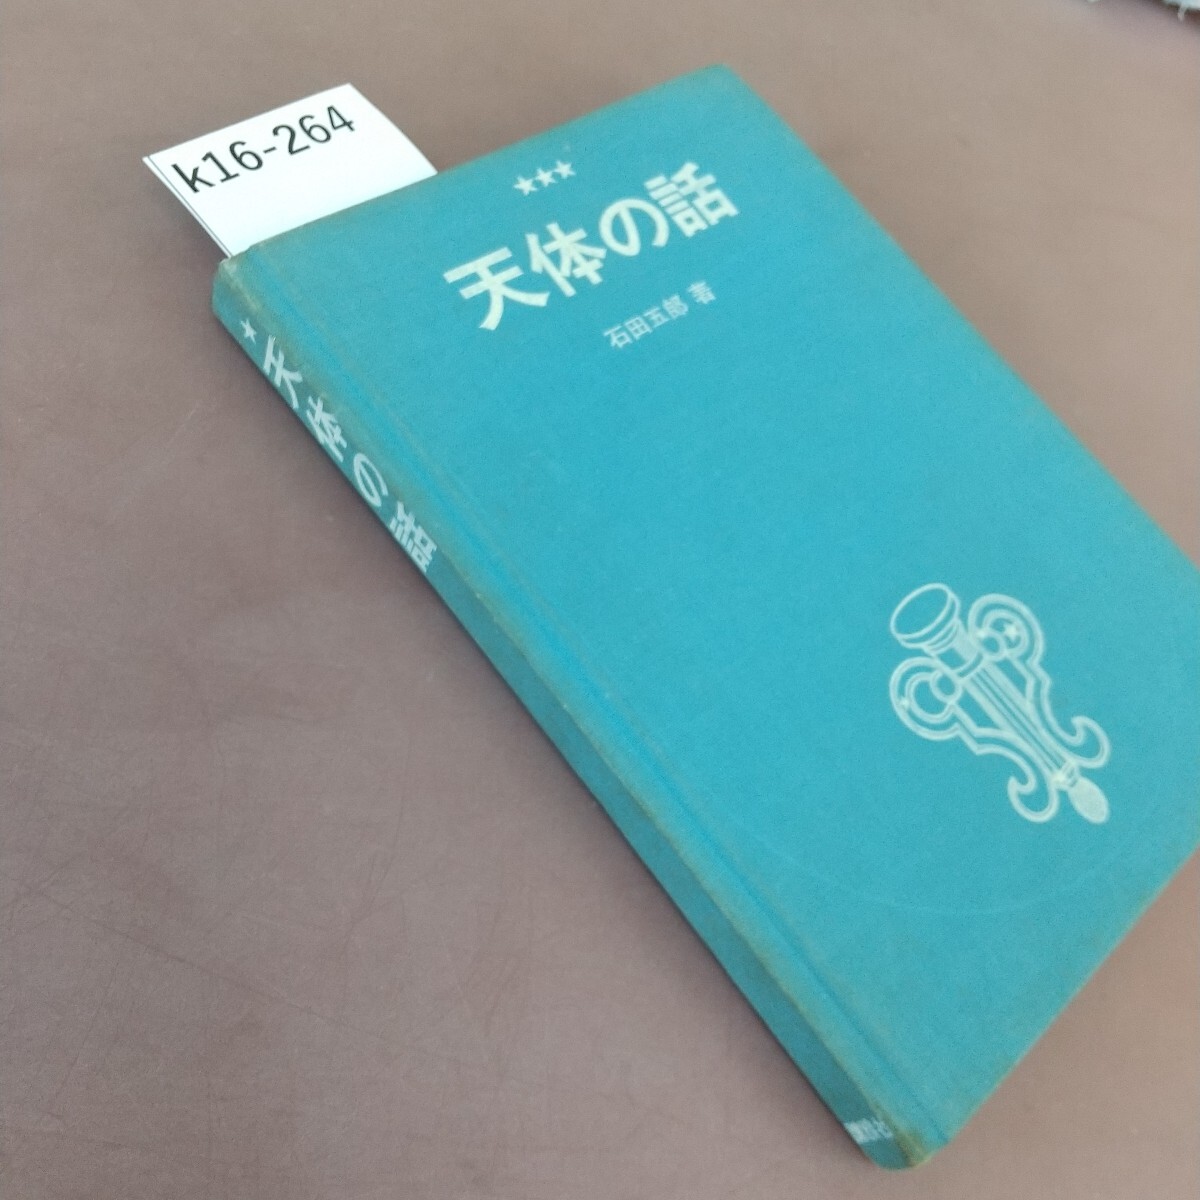 k16-264
★★★
天体の話
石田五郎 著
★天体の話